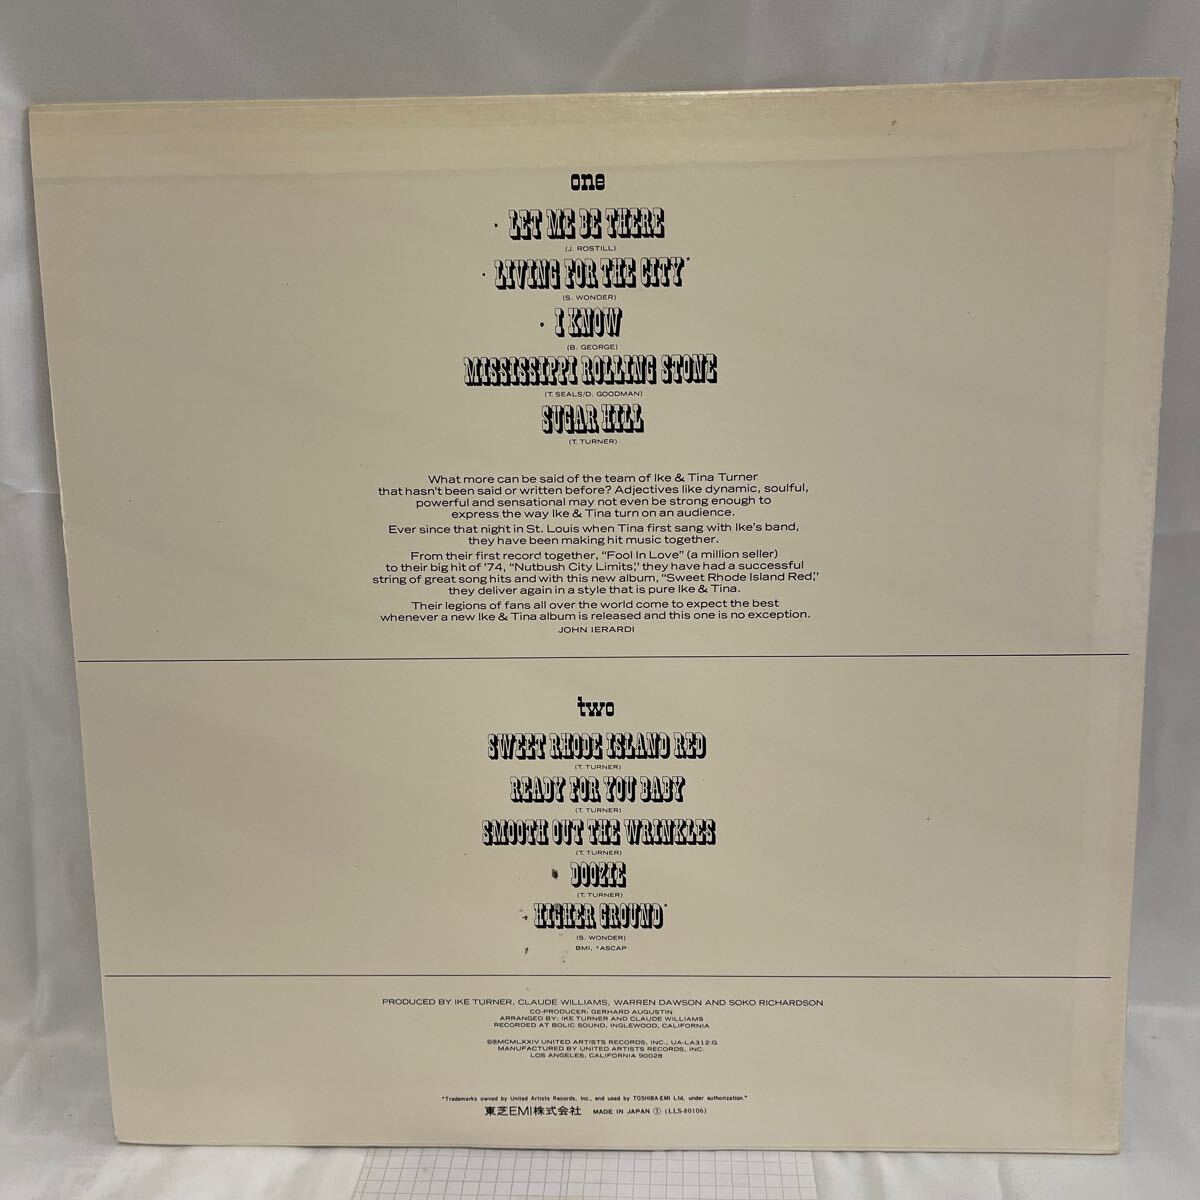 one
LET ME BE THERE
(J. ROSTILL)
LIVING FOR THE CITY*
(S. WONDER)
I KNOW
(B. GEORGE)
MISSISSIPPI ROLLING STONE
(T. SEALS/D. GOODMAN)
SUGAR HILL
(T. TURNER)
What more can be said of the team of Ike & Tina Turner
that hasn't been said or written before? Adjectives like dynamic, soulful,
powerful and sensational may not even be strong enough to
express the way Ike & Tina turn on an audience.
Ever since that night in St. Louis when Tina first sang with Ike's band,
they have been making hit music together.
From their first record together, "Fool In Love" (a million seller)
to their big hit of '74, "Nutbush City Limits," they have had a successful
string of great song hits and with this new album, "Sweet Rhode Island Red,"
they deliver again in a style that is pure Ike & Tina.
Their legions of fans all over the world come to expect the best
whenever a new Ike & Tina album is released and this one is no exception.
JOHN IERARDI
two
SWEET RHODE ISLAND RED
(T. TURNER)
READY FOR YOU BABY
(T. TURNER)
SMOOTH OUT THE WRINKLES
(T. TURNER)
DOOZIE
(T. TURNER)
HIGHER GROUND*
(S. WONDER)
BMI, *ASCAP
PRODUCED BY IKE TURNER, CLAUDE WILLIAMS, WARREN DAWSON AND SOKO RICHARDSON
CO-PRODUCER: GERHARD AUGUSTIN
ARRANGED BY: IKE TURNER AND CLAUDE WILLIAMS
RECORDED AT BOLIC SOUND, INGLEWOOD, CALIFORNIA
©℗MCMLXXIV UNITED ARTISTS RECORDS, INC., UA-LA312-G
MANUFACTURED BY UNITED ARTISTS RECORDS, INC.
LOS ANGELES, CALIFORNIA 90028
"Trademarks owned by United Artists Records, Inc., and used by TOSHIBA EMI Ltd, under authorization."
東芝EMI株式会社 MADE IN JAPAN ① (LLS-80106)